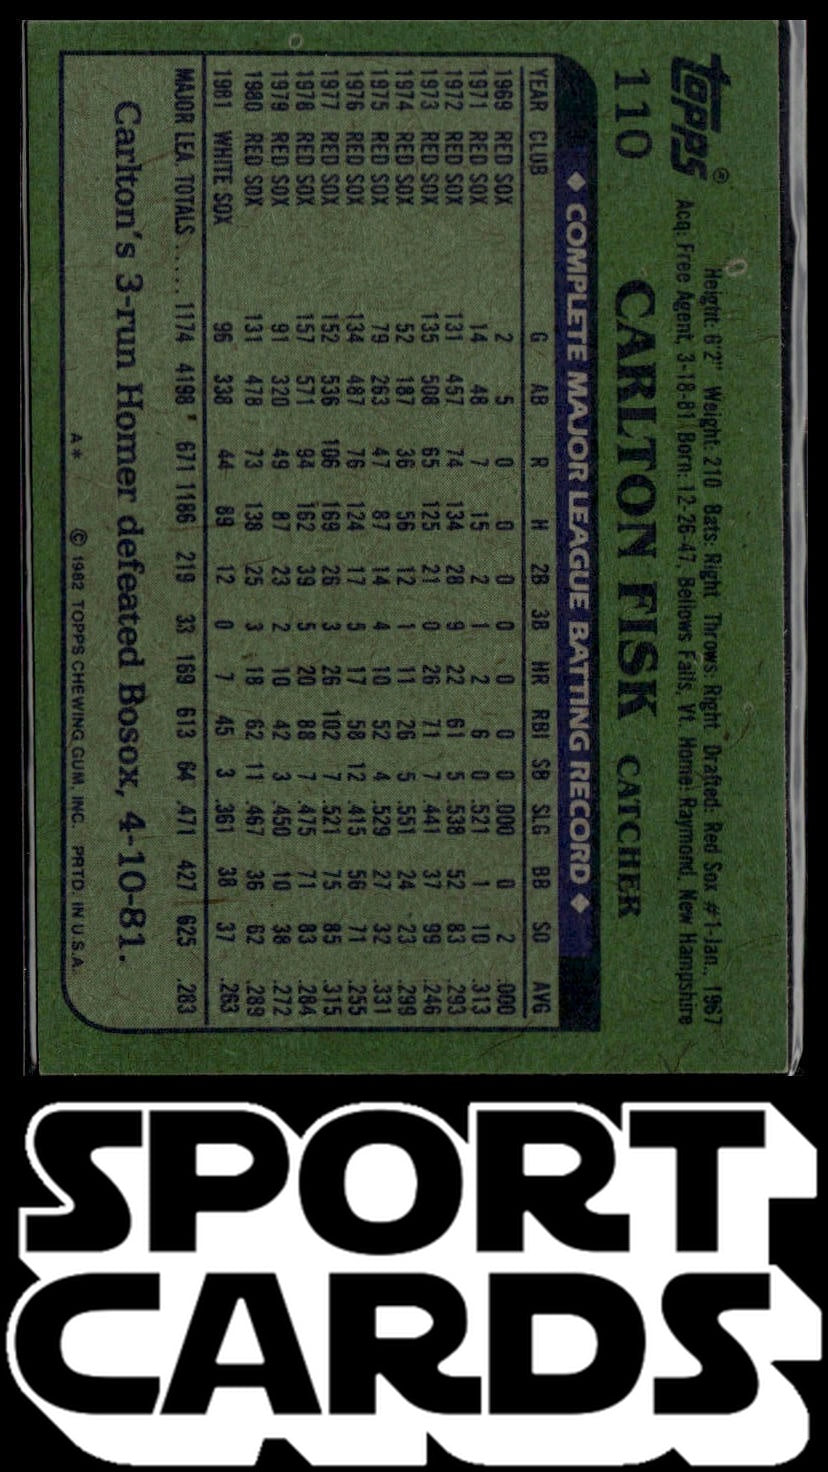 topps®
110 CARLTON FISK CATCHER
Height: 6'2" Weight: 210 Bats: Right Throws: Right Drafted: Red Sox #1-Jan., 1967
Acq: Free Agent, 3-18-81 Born: 12-26-47, Bellows Falls, Vt. Home: Raymond, New Hampshire
◆ COMPLETE MAJOR LEAGUE BATTING RECORD ◆
YEAR CLUB G AB R H 2B 3B HR RBI SB SLG BB SO AVG
1969 RED SOX 2 5 0 0 0 0 0 0 0 .000 0 2 .000
1971 RED SOX 14 48 7 15 2 1 2 6 0 .521 1 10 .313
1972 RED SOX 131 457 74 134 28 9 22 61 5 .538 52 83 .293
1973 RED SOX 135 508 65 125 21 0 26 71 7 .441 37 99 .246
1974 RED SOX 52 187 36 56 12 1 11 26 5 .551 24 23 .299
1975 RED SOX 79 263 47 87 14 4 10 52 4 .529 27 32 .331
1976 RED SOX 134 487 76 124 17 5 17 58 12 .415 56 71 .255
1977 RED SOX 152 536 106 169 26 3 26 102 7 .521 75 85 .315
1978 RED SOX 157 571 94 162 39 5 20 88 7 .475 71 83 .284
1979 RED SOX 91 320 49 87 23 2 10 42 3 .450 10 38 .272
1980 RED SOX 131 478 73 138 25 3 18 62 11 .467 36 62 .289
1981 WHITE SOX 96 338 44 89 12 0 7 45 3 .361 38 37 .263
MAJOR LEA. TOTALS ..... 1174 4198 671 1186 219 33 169 613 64 .471 427 625 .283
Carlton's 3-run Homer defeated Bosox, 4-10-81.
A* © 1982 TOPPS CHEWING GUM, INC. PRTD. IN U.S.A.
SPORT
CARDS